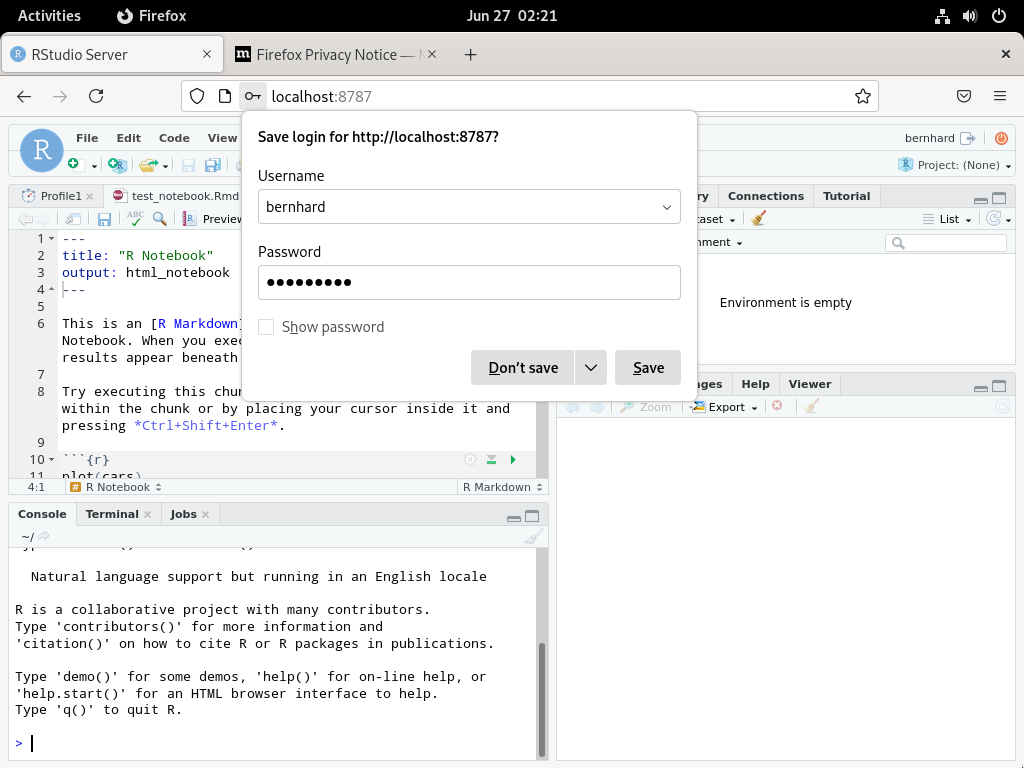 Activities Firefox Jun 27 02:21
RStudio Server Firefox Privacy Notice —
localhost:8787
Save login for http://localhost:8787?
Username
bernhard
Password
●●●●●●●●●
Show password
Don't save Save
R File Edit Code View bernhard
Project: (None)
Profile1 test_notebook.Rmd
ABC Preview
1 ---
2 title: "R Notebook"
3 output: html_notebook
4 ---
5
6 This is an [R Markdown]
Notebook. When you
results appear beneath
7
8 Try executing this
within the chunk or by placing your cursor inside it and
pressing *Ctrl+Shift+Enter*.
9
10 ```{r}
11 plot(cars)
4:1 R Notebook R Markdown
Console Terminal Jobs
~/
Natural language support but running in an English locale
R is a collaborative project with many contributors.
Type 'contributors()' for more information and
'citation()' on how to cite R or R packages in publications.
Type 'demo()' for some demos, 'help()' for on-line help, or
'help.start()' for an HTML browser interface to help.
Type 'q()' to quit R.
>
Connections Tutorial
List
Environment is empty
Help Viewer
Zoom Export